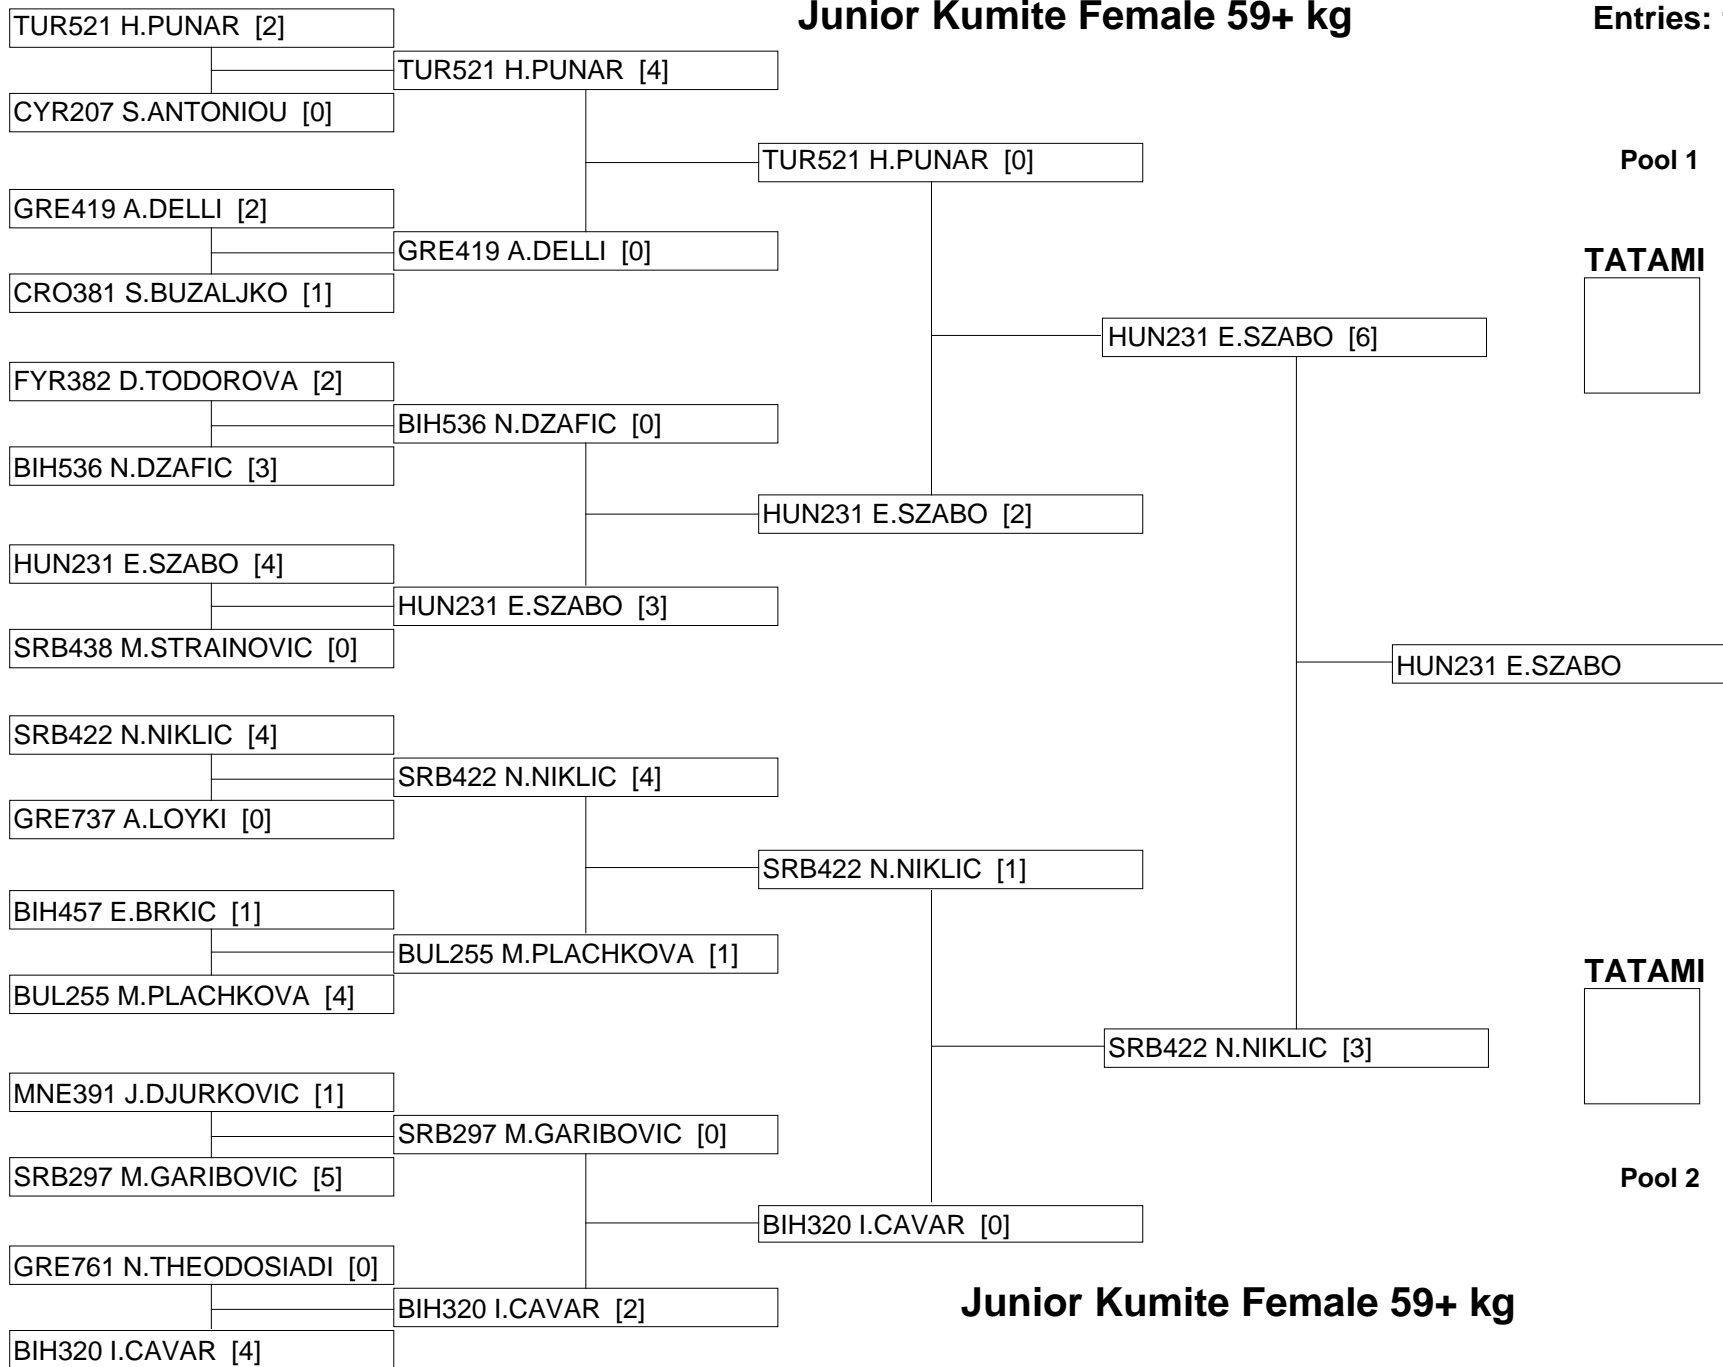 Junior Kumite Female 59+ kg
Entries:
TUR521 H.PUNAR [2]
TUR521 H.PUNAR [4]
CYR207 S.ANTONIOU [0]
TUR521 H.PUNAR [0]
Pool 1
GRE419 A.DELLI [2]
GRE419 A.DELLI [0]
TATAMI
CRO381 S.BUZALJKO [1]
HUN231 E.SZABO [6]
FYR382 D.TODOROVA [2]
BIH536 N.DZAFIC [0]
BIH536 N.DZAFIC [3]
HUN231 E.SZABO [2]
HUN231 E.SZABO [4]
HUN231 E.SZABO [3]
SRB438 M.STRAINOVIC [0]
HUN231 E.SZABO
SRB422 N.NIKLIC [4]
SRB422 N.NIKLIC [4]
GRE737 A.LOYKI [0]
SRB422 N.NIKLIC [1]
BIH457 E.BRKIC [1]
BUL255 M.PLACHKOVA [1]
TATAMI
BUL255 M.PLACHKOVA [4]
SRB422 N.NIKLIC [3]
MNE391 J.DJURKOVIC [1]
SRB297 M.GARIBOVIC [0]
SRB297 M.GARIBOVIC [5]
Pool 2
BIH320 I.CAVAR [0]
GRE761 N.THEODOSIADI [0]
BIH320 I.CAVAR [2]
Junior Kumite Female 59+ kg
BIH320 I.CAVAR [4]